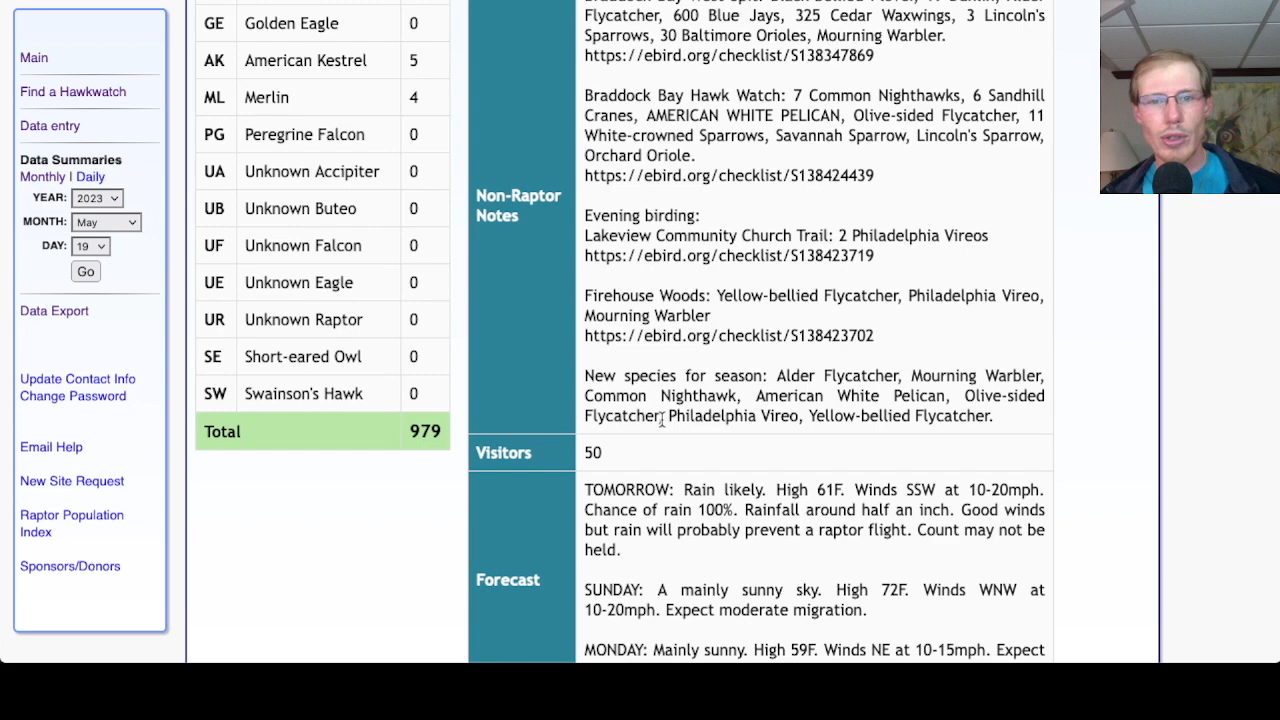 Main
Find a Hawkwatch
Data entry
Data Summaries
Monthly | Daily
YEAR: 2023
MONTH: May
DAY: 19
Go
Data Export
Update Contact Info
Change Password
Email Help
New Site Request
Raptor Population
Index
Sponsors/Donors
GE Golden Eagle 0
AK American Kestrel 5
ML Merlin 4
PG Peregrine Falcon 0
UA Unknown Accipiter 0
UB Unknown Buteo 0
UF Unknown Falcon 0
UE Unknown Eagle 0
UR Unknown Raptor 0
SE Short-eared Owl 0
SW Swainson's Hawk 0
Total 979
Non-Raptor
Notes
Flycatcher, 600 Blue Jays, 325 Cedar Waxwings, 3 Lincoln's
Sparrows, 30 Baltimore Orioles, Mourning Warbler.
https://ebird.org/checklist/S138347869
Braddock Bay Hawk Watch: 7 Common Nighthawks, 6 Sandhill
Cranes, AMERICAN WHITE PELICAN, Olive-sided Flycatcher, 11
White-crowned Sparrows, Savannah Sparrow, Lincoln's Sparrow,
Orchard Oriole.
https://ebird.org/checklist/S138424439
Evening birding:
Lakeview Community Church Trail: 2 Philadelphia Vireos
https://ebird.org/checklist/S138423719
Firehouse Woods: Yellow-bellied Flycatcher, Philadelphia Vireo,
Mourning Warbler
https://ebird.org/checklist/S138423702
New species for season: Alder Flycatcher, Mourning Warbler,
Common Nighthawk, American White Pelican, Olive-sided
Flycatcher, Philadelphia Vireo, Yellow-bellied Flycatcher.
Visitors
50
Forecast
TOMORROW: Rain likely. High 61F. Winds SSW at 10-20mph.
Chance of rain 100%. Rainfall around half an inch. Good winds
but rain will probably prevent a raptor flight. Count may not be
held.
SUNDAY: A mainly sunny sky. High 72F. Winds WNW at
10-20mph. Expect moderate migration.
MONDAY: Mainly sunny. High 59F. Winds NE at 10-15mph. Expect